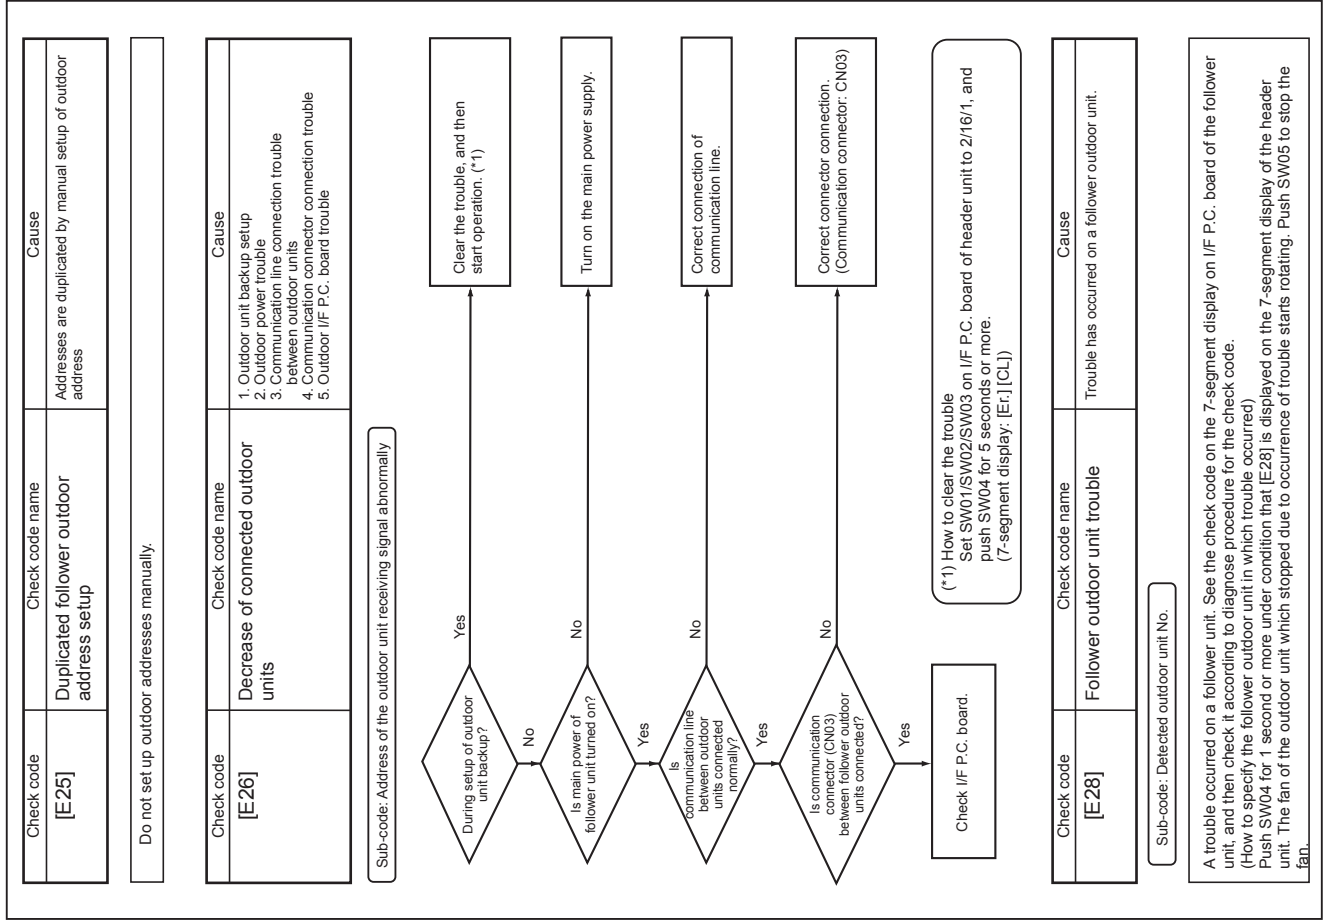 Check code
Check code name
Cause
[E25]
Duplicated follower outdoor
address setup
Addresses are duplicated by manual setup of outdoor
address
Do not set up outdoor addresses manually.
Check code
Check code name
Cause
[E26]
Decrease of connected outdoor
units
1. Outdoor unit backup setup
2. Outdoor power trouble
3. Communication line connection trouble
between outdoor units
4. Communication connector connection trouble
5. Outdoor I/F P.C. board trouble
Sub-code: Address of the outdoor unit receiving signal abnormally
During setup of outdoor
unit backup?
Yes
Clear the trouble, and then
start operation. (*1)
No
Is main power of
follower unit turned on?
No
Turn on the main power supply.
Yes
Is
communication line
between outdoor
units connected
normally?
No
Correct connection of
communication line.
Yes
Is communication
connector (CN03)
between follower outdoor
units connected?
No
Correct connector connection.
(Communication connector: CN03)
Yes
Check I/F P.C. board.
(*1) How to clear the trouble
Set SW01/SW02/SW03 on I/F P.C. board of header unit to 2/16/1, and
push SW04 for 5 seconds or more.
(7-segment display: [Er.] [CL])
Check code
Check code name
Cause
[E28]
Follower outdoor unit trouble
Trouble has occurred on a follower outdoor unit.
Sub-code: Detected outdoor unit No.
A trouble occurred on a follower unit. See the check code on the 7-segment display on I/F P.C. board of the follower
unit, and then check it according to diagnose procedure for the check code.
(How to specify the follower outdoor unit in which trouble occurred)
Push SW04 for 1 second or more under condition that [E28] is displayed on the 7-segment display of the header
unit. The fan of the outdoor unit which stopped due to occurrence of trouble starts rotating. Push SW05 to stop the
fan.